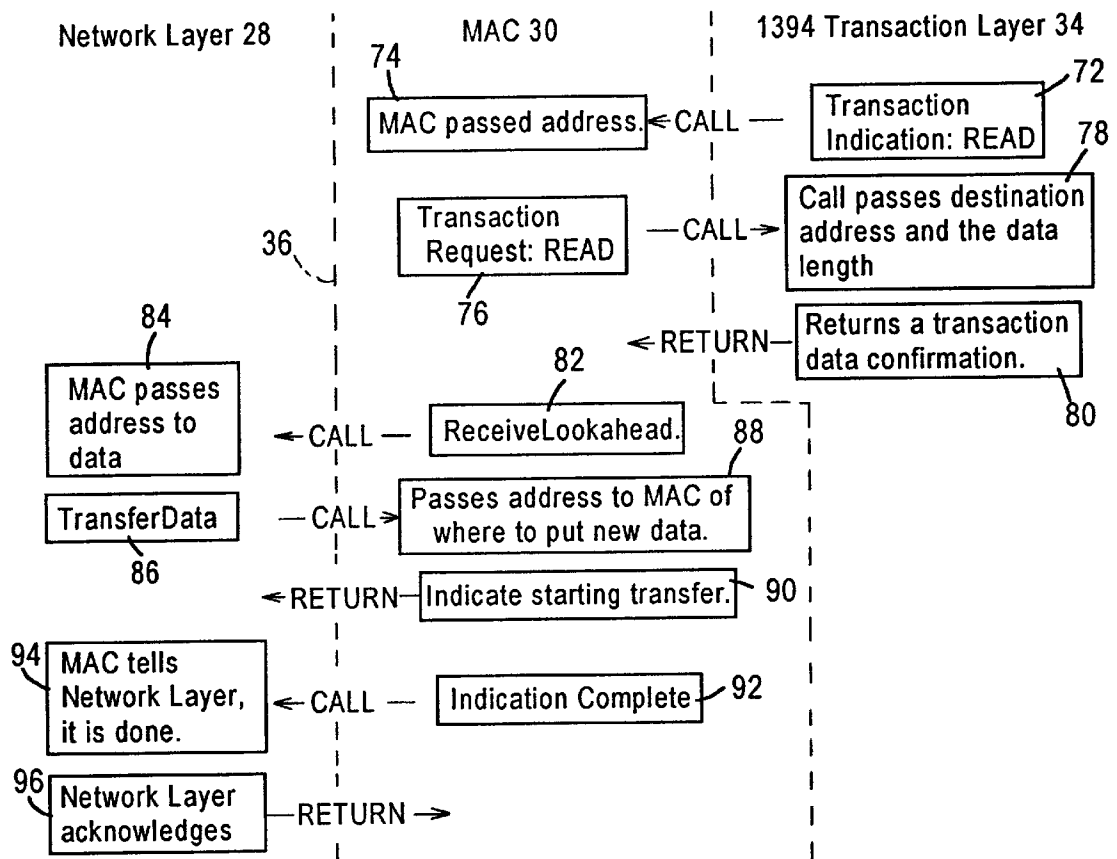 Network Layer 28
MAC 30
1394 Transaction Layer 34
74
72
MAC passed address.
CALL
Transaction
Indication: READ
78
Transaction
Request: READ
CALL
Call passes destination
address and the data
length
36
76
84
RETURN
Returns a transaction
data confirmation.
80
MAC passes
address to
data
82
CALL
ReceiveLookahead.
88
TransferData
CALL
Passes address to MAC of
where to put new data.
86
RETURN
Indicate starting transfer.
90
94
MAC tells
Network Layer,
it is done.
CALL
Indication Complete
92
96
Network Layer
acknowledges
RETURN